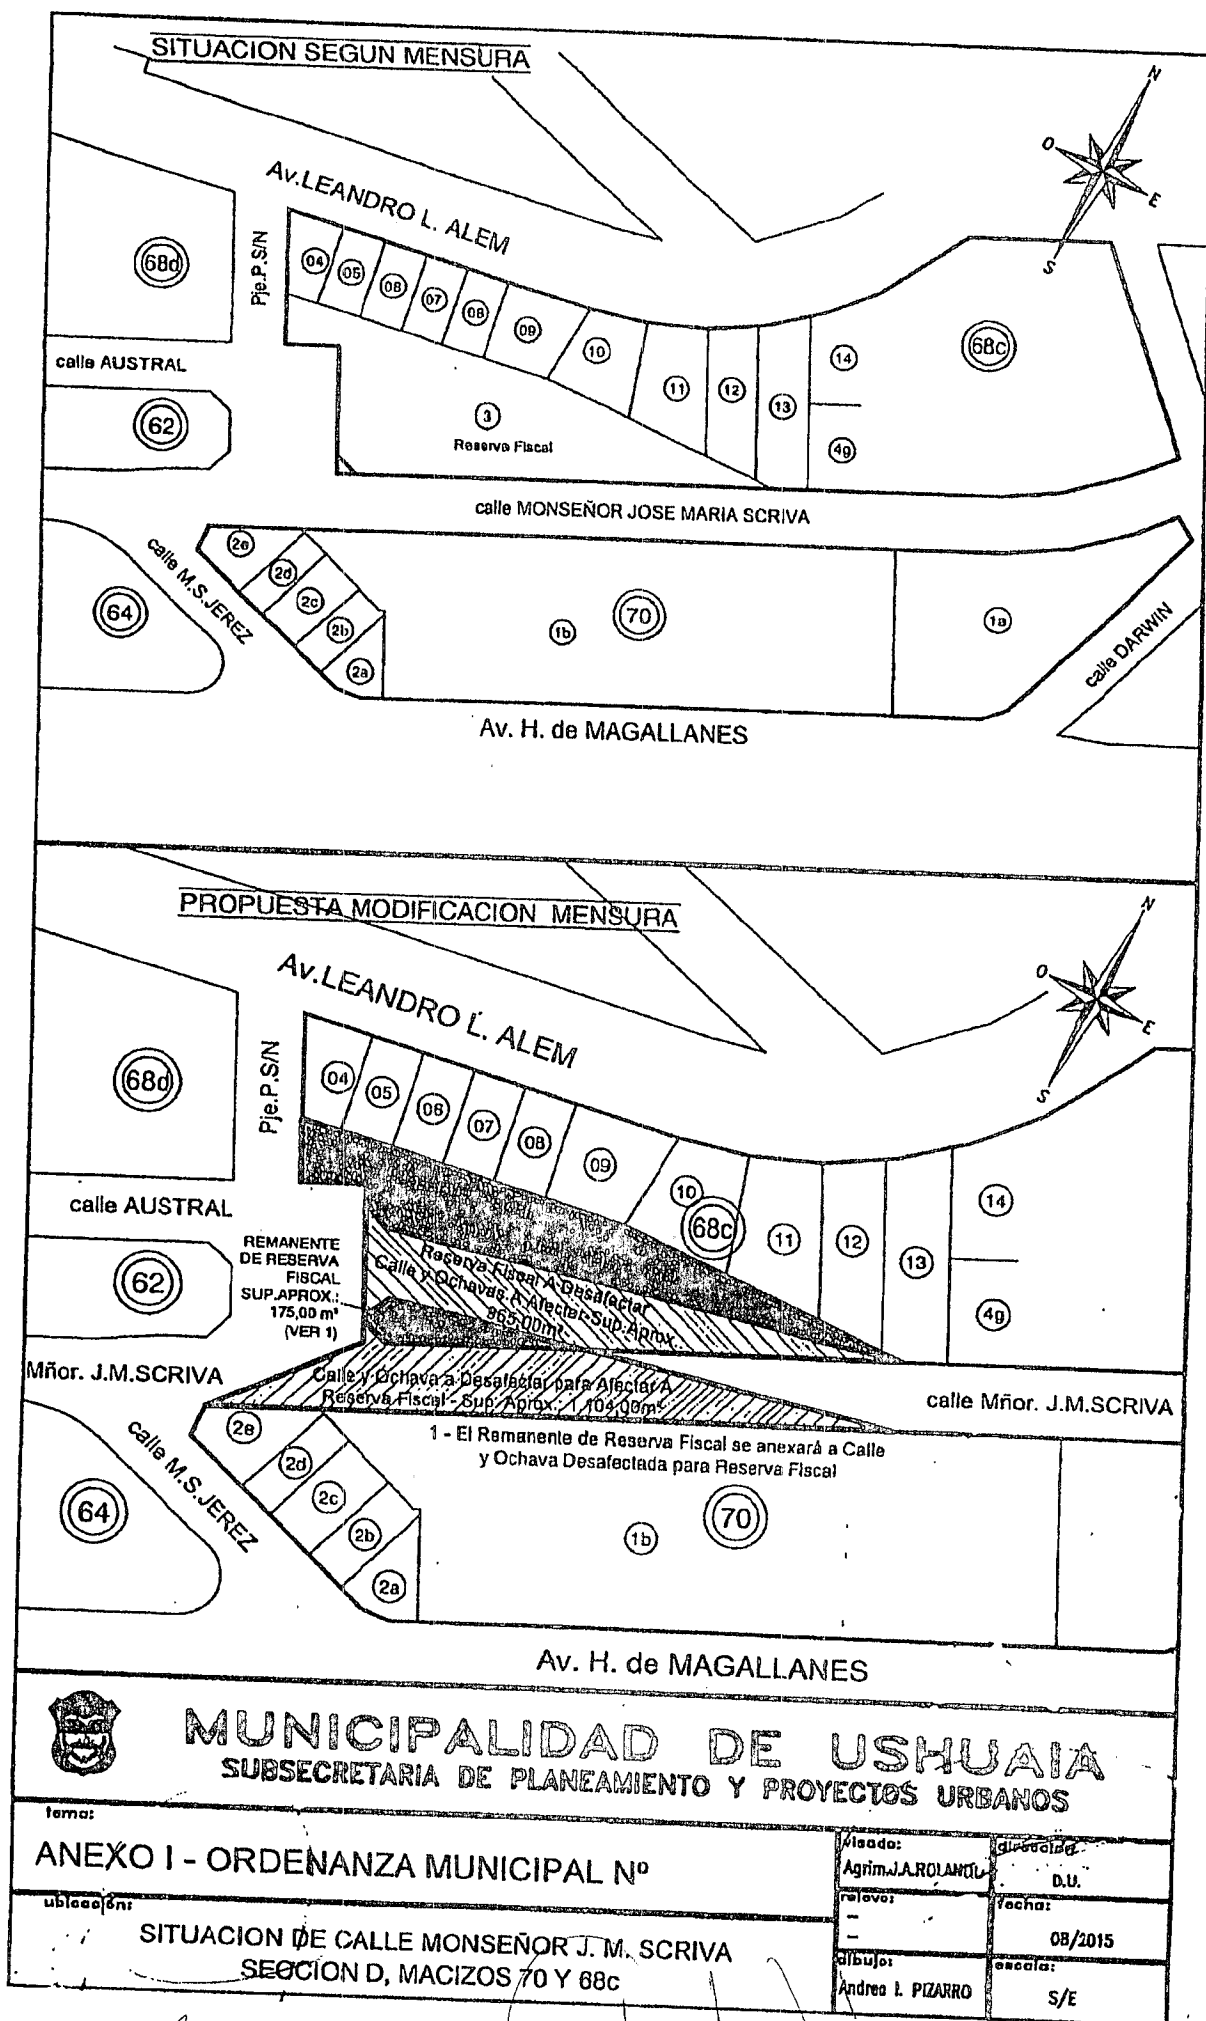 SITUACION SEGUN MENSURA
N
O
E
S
Av.LEANDRO L. ALEM
Pje.P.S/N
68d
04
05
06
07
08
09
10
11
12
13
14
4g
68c
calle AUSTRAL
62
3
Reserva Fiscal
calle MONSEÑOR JOSE MARIA SCRIVA
calle M.S.JEREZ
64
2e
2d
2c
2b
2a
1b
70
1a
calle DARWIN
Av. H. de MAGALLANES
PROPUESTA MODIFICACION MENSURA
N
O
E
S
Av.LEANDRO L. ALEM
Pje.P.S/N
68d
04
05
06
07
08
09
10
68c
11
12
13
14
4g
calle AUSTRAL
62
REMANENTE
DE RESERVA
FISCAL
SUP.APROX.:
175,00 m²
(VER 1)
Reserva Fiscal A Desafectar
Calle y Ochavas A Afectar-Sup.Aprox.
865,00m²
Mñor. J.M.SCRIVA
Calle y Ochava a Desafectar para Afectar A
Reserva Fiscal - Sup. Aprox.: 1.104,00m²
calle Mñor. J.M.SCRIVA
1 - El Remanente de Reserva Fiscal se anexará a Calle
y Ochava Desafectada para Reserva Fiscal
calle M.S.JEREZ
64
2e
2d
2c
2b
2a
1b
70
Av. H. de MAGALLANES
MUNICIPALIDAD DE USHUAIA
SUBSECRETARIA DE PLANEAMIENTO Y PROYECTOS URBANOS
tema:
ANEXO I - ORDENANZA MUNICIPAL Nº
visado:
Agrim.J.A.ROLANDO
dirección
D.U.
relevo:
–
–
fecha:
08/2015
ubicación:
SITUACION DE CALLE MONSEÑOR J. M. SCRIVA
SECCION D, MACIZOS 70 Y 68c
dibujo:
Andrea I. PIZARRO
escala:
S/E